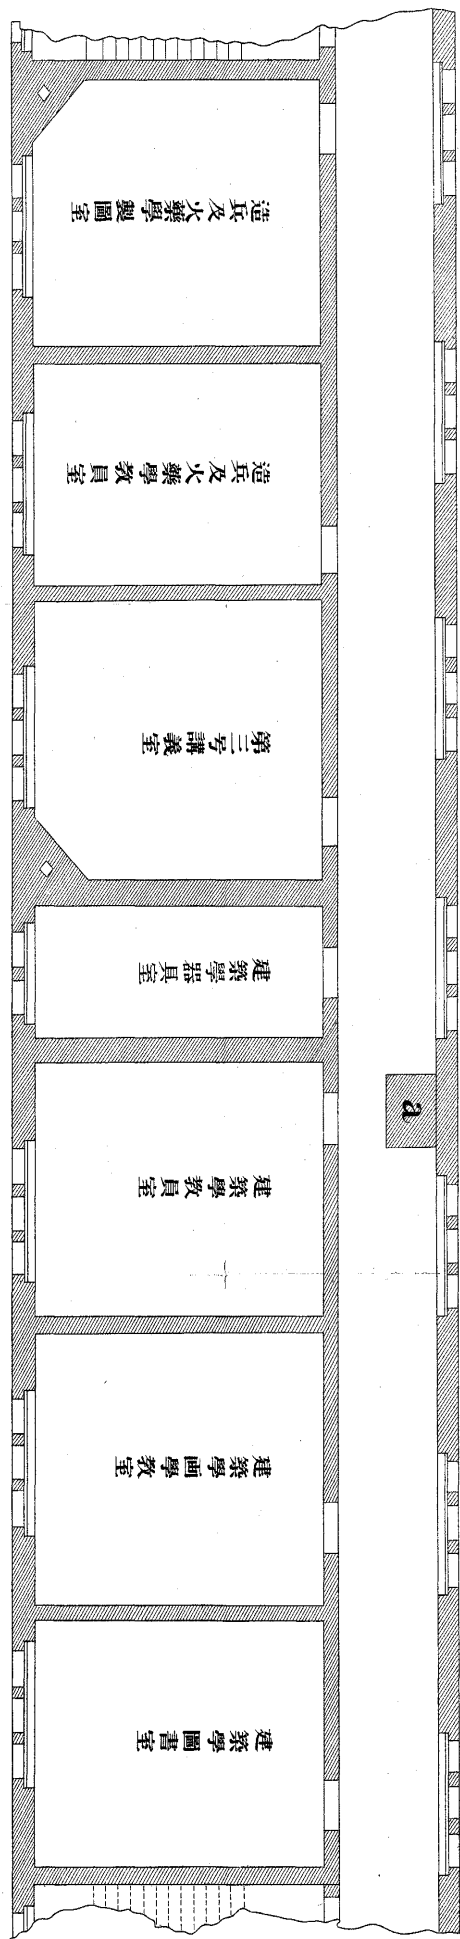 造兵及火藥學製圖室
造兵及火藥學教員室
第三号講義室
建築學器具室
a
建築學教員室
建築學画學教室
建築學圖書室